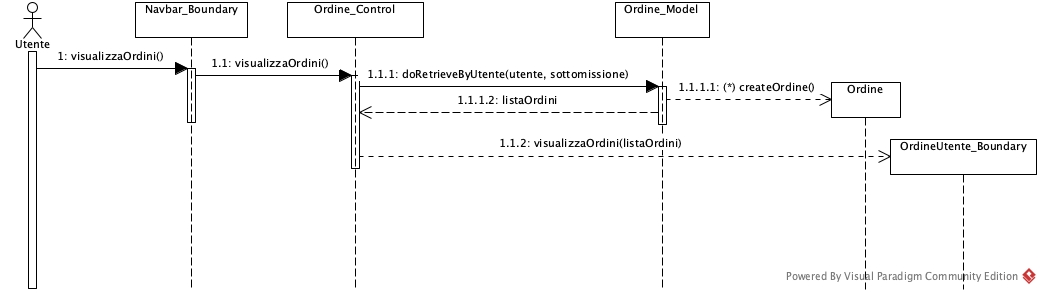 Navbar_Boundary
Ordine_Control
Ordine_Model
Utente
1: visualizzaOrdini()
1.1: visualizzaOrdini()
1.1.1: doRetrieveByUtente(utente, sottomissione)
1.1.1.1: (*) createOrdine()
Ordine
1.1.1.2: listaOrdini
1.1.2: visualizzaOrdini(listaOrdini)
OrdineUtente_Boundary
Powered By Visual Paradigm Community Edition